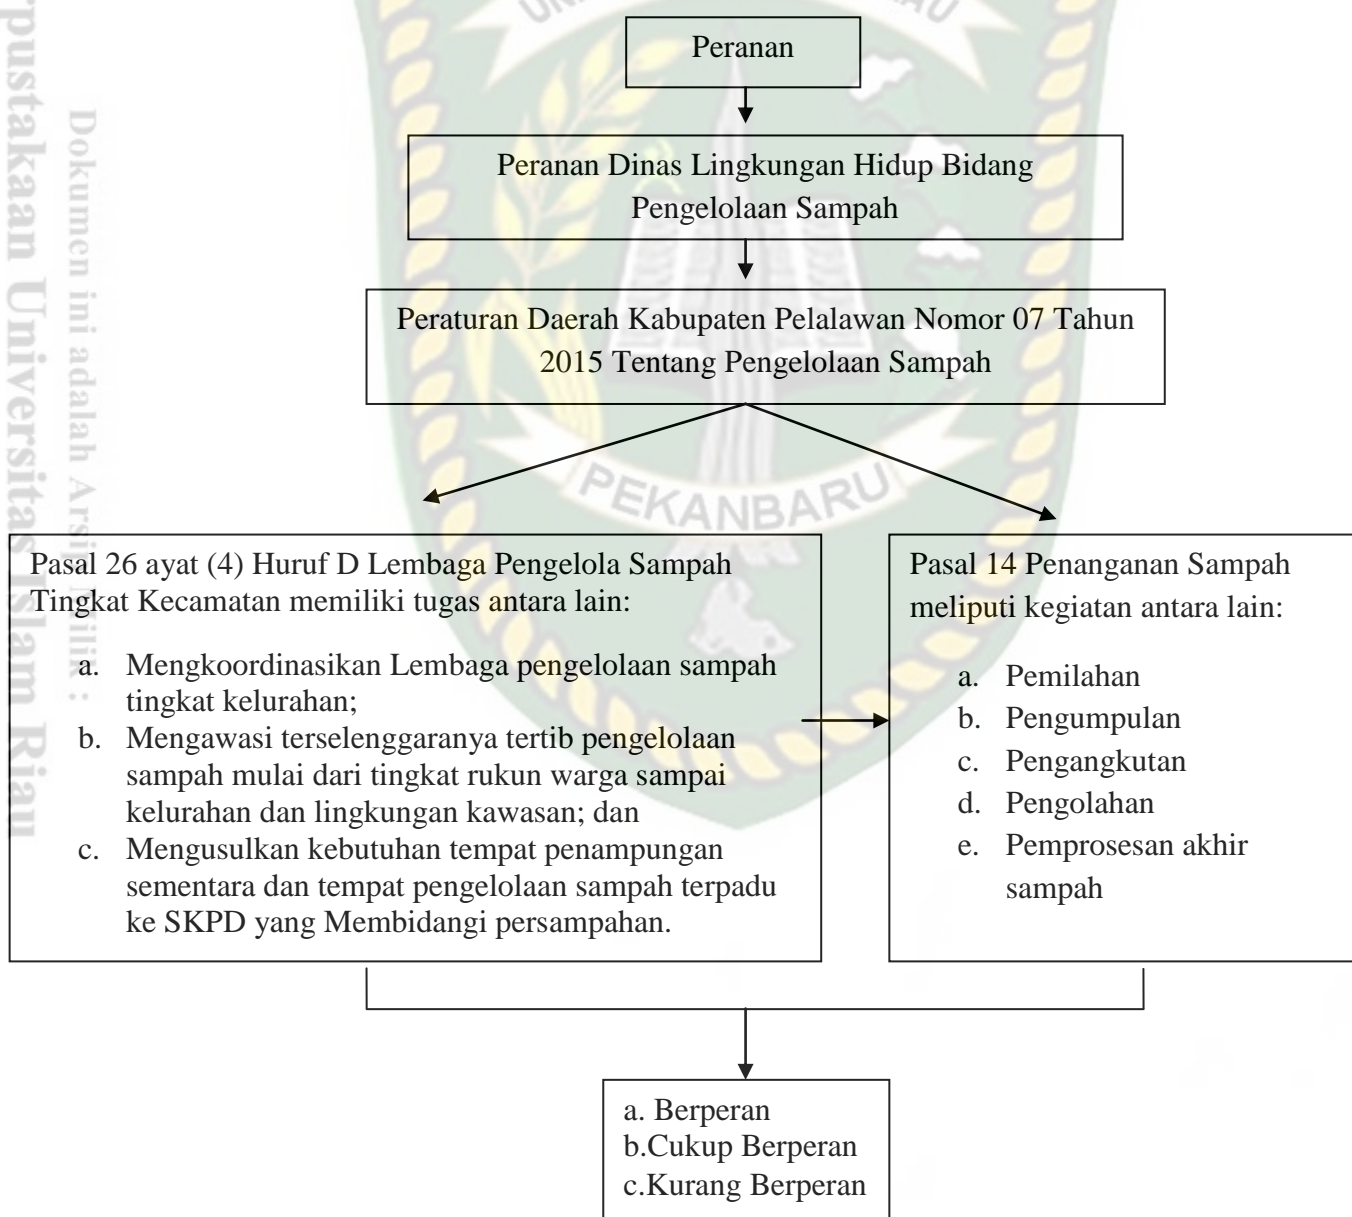 Peranan
Peranan Dinas Lingkungan Hidup Bidang
Pengelolaan Sampah
Peraturan Daerah Kabupaten Pelalawan Nomor 07 Tahun
2015 Tentang Pengelolaan Sampah
PEKANBARU
Pasal 26 ayat (4) Huruf D Lembaga Pengelola Sampah
Tingkat Kecamatan memiliki tugas antara lain:
a. Mengkoordinasikan Lembaga pengelolaan sampah
tingkat kelurahan;
b. Mengawasi terselenggaranya tertib pengelolaan
sampah mulai dari tingkat rukun warga sampai
kelurahan dan lingkungan kawasan; dan
c. Mengusulkan kebutuhan tempat penampungan
sementara dan tempat pengelolaan sampah terpadu
ke SKPD yang Membidangi persampahan.
Pasal 14 Penanganan Sampah
meliputi kegiatan antara lain:
a. Pemilahan
b. Pengumpulan
c. Pengangkutan
d. Pengolahan
e. Pemprosesan akhir
sampah
a. Berperan
b.Cukup Berperan
c.Kurang Berperan
Dokumen ini adalah Arsip Milik :
rpustakaan Universitas Islam Riau